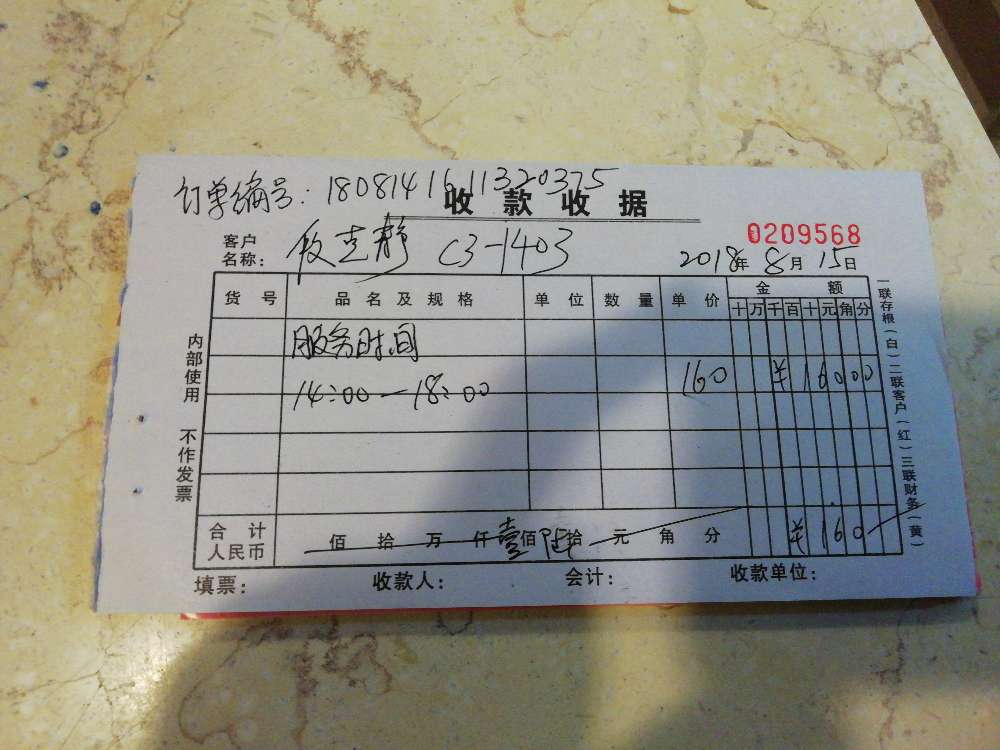 订单编号:1808141611320375
收款收据
0209568
客户名称: 段志静 C3-1403 2018年8月15日
货号 品名及规格 单位 数量 单价 金额
十万千百十元角分
服务时间
14:00—18:00 160 ¥16000
合计人民币 佰拾万仟壹佰陆拾元角分 ¥160
填票: 收款人: 会计: 收款单位:
内部使用 不作发票
一联存根(白)二联客户(红)三联财务(黄)